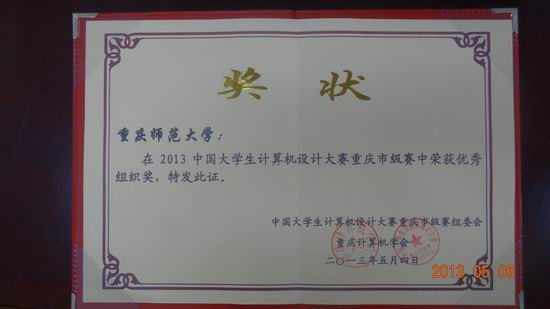 奖 状
重庆师范大学：
在 2013 中国大学生计算机设计大赛重庆市级赛中荣获优秀
组织奖，特发此证。
中国大学生计算机设计大赛重庆市级赛组委会
重庆计算机学会
二〇一三年五月四日
2013 05 06